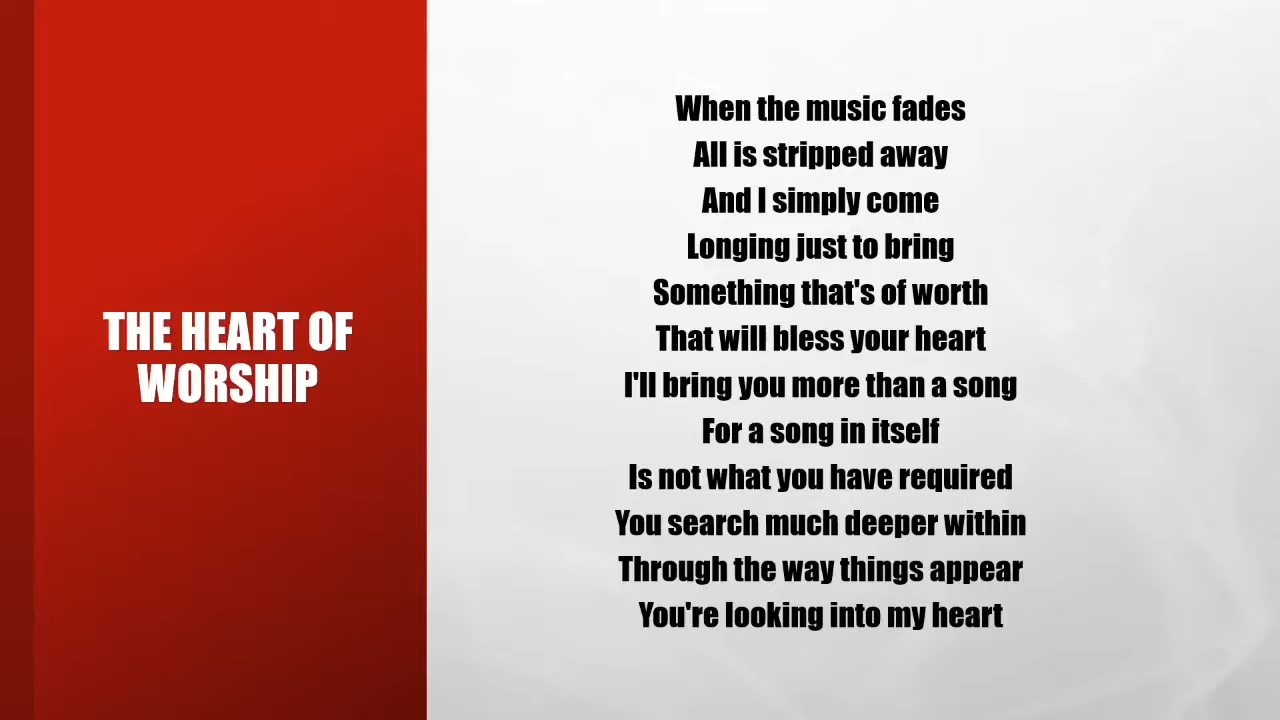 THE HEART OF
WORSHIP
When the music fades
All is stripped away
And I simply come
Longing just to bring
Something that's of worth
That will bless your heart
I'll bring you more than a song
For a song in itself
Is not what you have required
You search much deeper within
Through the way things appear
You're looking into my heart